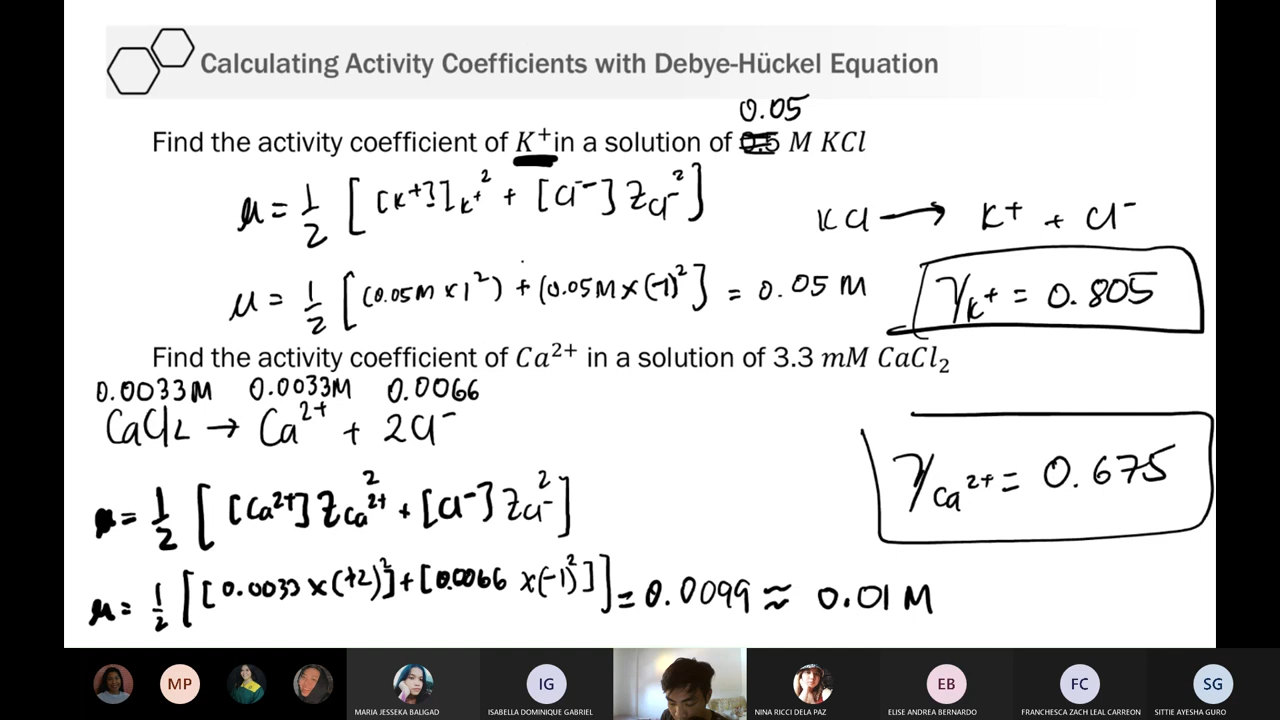 Calculating Activity Coefficients with Debye-Hückel Equation
0.05
Find the activity coefficient of K⁺ in a solution of 0.5 M KCl
μ = 1/2 [[K⁺]]ₖ₊² + [Cl⁻] Z_Cl⁻²]
KCl → K⁺ + Cl⁻
μ = 1/2 [(0.05M x 1²) + (0.05M x (-1)²] = 0.05 M
γ_K⁺ = 0.805
Find the activity coefficient of Ca²⁺ in a solution of 3.3 mM CaCl₂
0.0033M 0.0033M 0.0066
CaCl₂ → Ca²⁺ + 2Cl⁻
γ_Ca²⁺ = 0.675
μ = 1/2 [[Ca²⁺] Z_Ca²⁺² + [Cl⁻] Z_Cl⁻²]
μ = 1/2 [[0.0033 x (+2)²] + [0.0066 x (-1)²]] = 0.0099 ≈ 0.01 M
MP
IG
EB
FC
SG
MARIA JESSEKA BALIGAD
ISABELLA DOMINIQUE GABRIEL
NINA RICCI DELA PAZ
ELISE ANDREA BERNARDO
FRANCHESCA ZACH LEAL CARREON
SITTIE AYESHA GURO